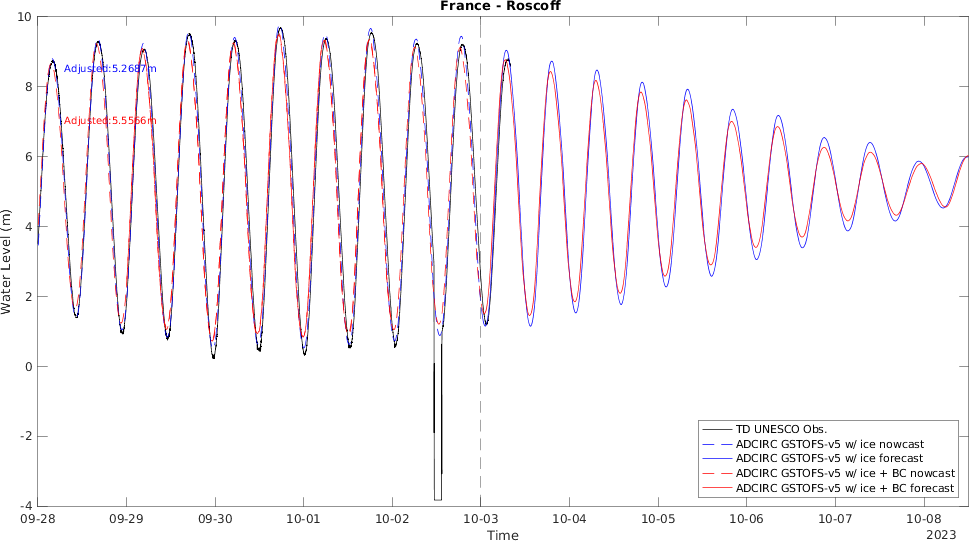 France - Roscoff
10
8
6
4
2
0
-2
-4
Water Level (m)
Adjusted:5.2687m
Adjusted:5.5566m
TD UNESCO Obs.
ADCIRC GSTOFS-v5 w/ ice nowcast
ADCIRC GSTOFS-v5 w/ ice forecast
ADCIRC GSTOFS-v5 w/ ice + BC nowcast
ADCIRC GSTOFS-v5 w/ ice + BC forecast
09-28 09-29 09-30 10-01 10-02 10-03 10-04 10-05 10-06 10-07 10-08
Time
2023